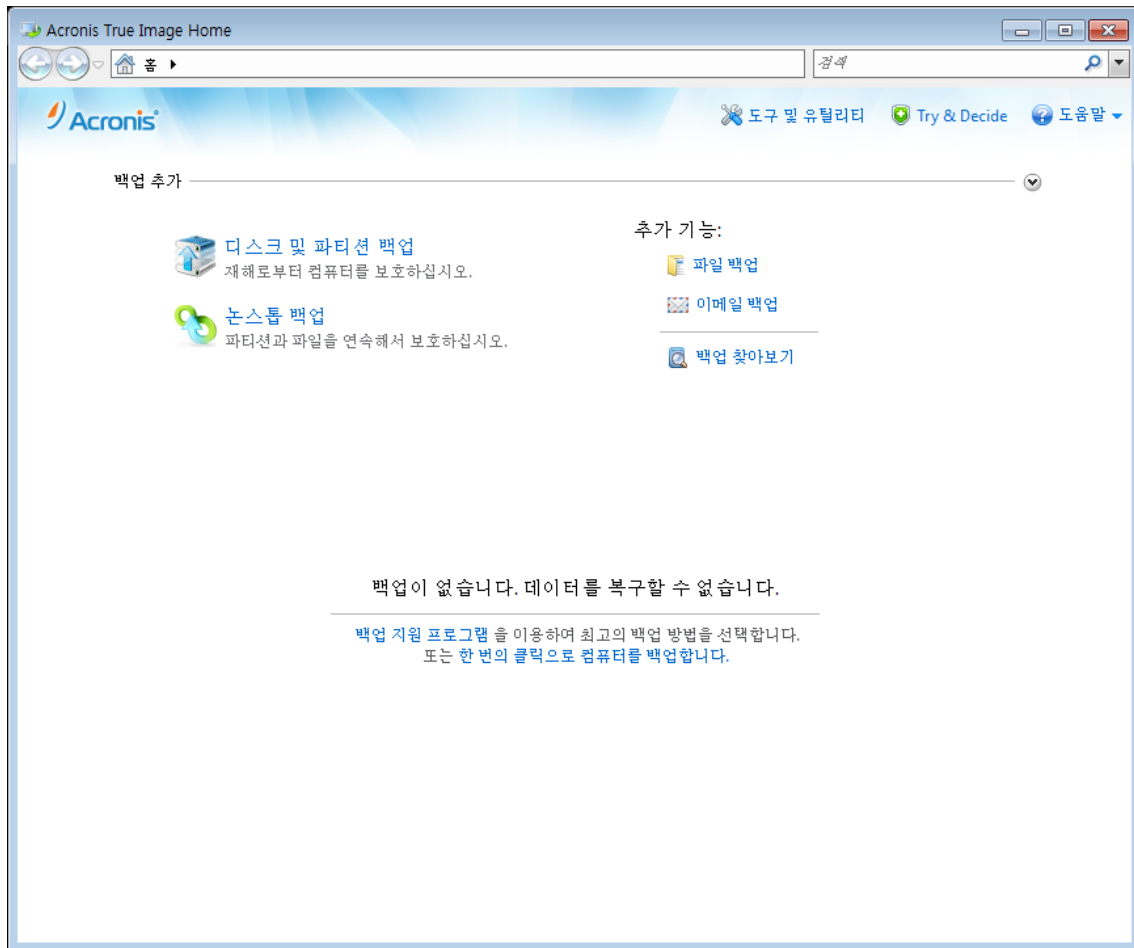 Acronis True Image Home
홈
검색
Acronis
도구 및 유틸리티
Try & Decide
도움말
백업 추가
디스크 및 파티션 백업
재해로부터 컴퓨터를 보호하십시오.
논스톱 백업
파티션과 파일을 연속해서 보호하십시오.
추가 기능:
파일 백업
이메일 백업
백업 찾아보기
백업이 없습니다. 데이터를 복구할 수 없습니다.
백업 지원 프로그램 을 이용하여 최고의 백업 방법을 선택합니다.
또는 한 번의 클릭으로 컴퓨터를 백업합니다.